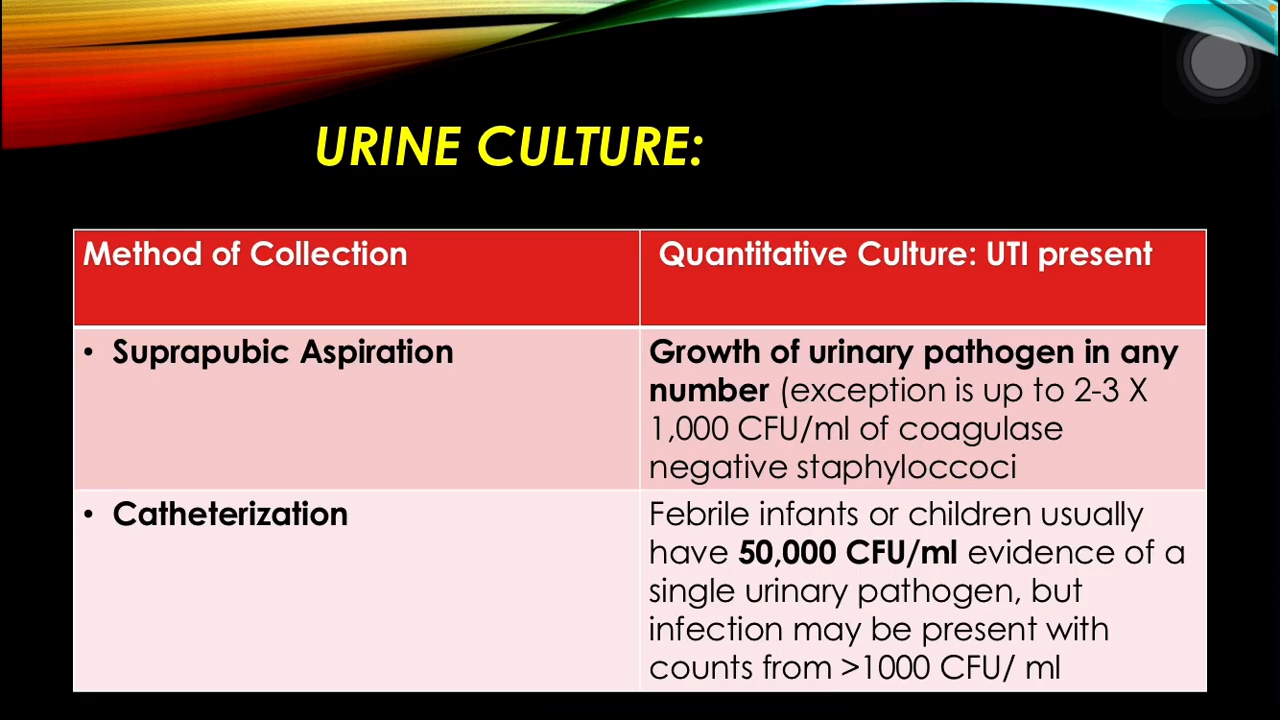 URINE CULTURE:
Method of Collection
Quantitative Culture: UTI present
• Suprapubic Aspiration
Growth of urinary pathogen in any
number (exception is up to 2-3 X
1,000 CFU/ml of coagulase
negative staphyloccoci
• Catheterization
Febrile infants or children usually
have 50,000 CFU/ml evidence of a
single urinary pathogen, but
infection may be present with
counts from >1000 CFU/ ml